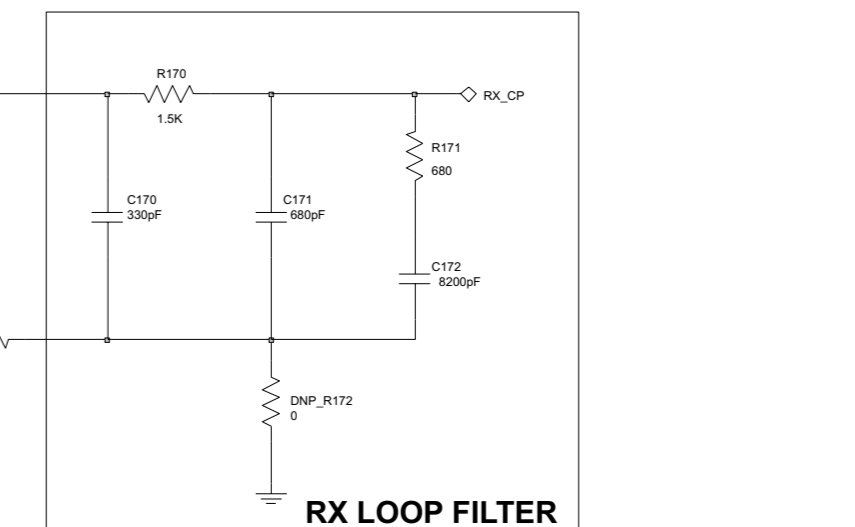 R170
1.5K
RX_CP
R171
680
C170
330pF
C171
680pF
C172
8200pF
DNP_R172
0
RX LOOP FILTER